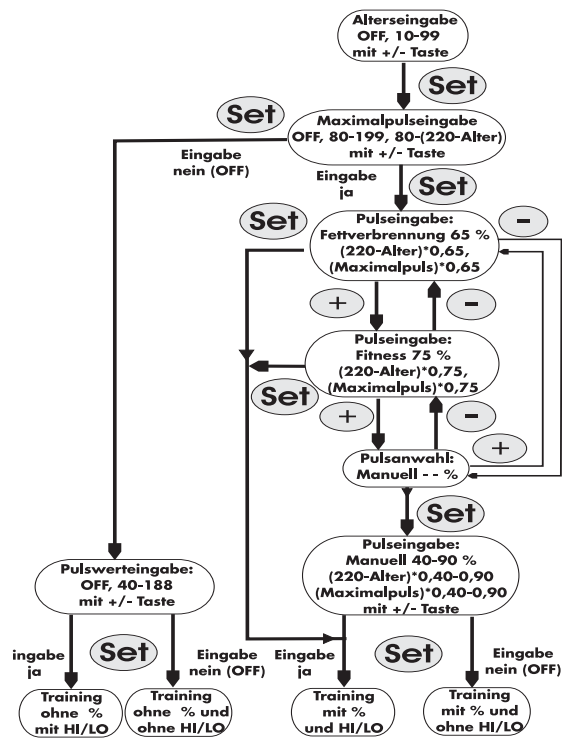 Alterseingabe
OFF, 10-99
mit +/- Taste
Set
Set
Maximalpulseingabe
OFF, 80-199, 80-(220-Alter)
mit +/- Taste
Eingabe
nein (OFF)
Eingabe
ja
Set
Set
Pulseingabe:
Fettverbrennung 65 %
(220-Alter)*0,65,
(Maximalpuls)*0,65
-
+
-
Pulseingabe:
Fitness 75 %
(220-Alter)*0,75,
(Maximalpuls)*0,75
Set
+
-
+
Pulsanwahl:
Manuell - - %
Set
Pulseingabe:
Manuell 40-90 %
(220-Alter)*0,40-0,90
(Maximalpuls)*0,40-0,90
mit +/- Taste
Pulswerteingabe:
OFF, 40-188
mit +/- Taste
ingabe
ja
Set
Eingabe
nein (OFF)
Eingabe
ja
Set
Eingabe
nein (OFF)
Training
ohne %
mit HI/LO
Training
ohne % und
ohne HI/LO
Training
mit %
und HI/LO
Training
mit % und
ohne HI/LO